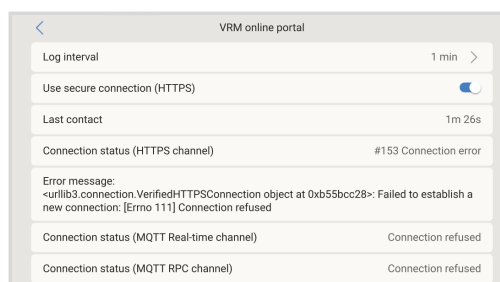 VRM online portal
Log interval
1 min
Use secure connection (HTTPS)
Last contact
1m 26s
Connection status (HTTPS channel)
#153 Connection error
Error message:
<urllib3.connection.VerifiedHTTPSConnection object at 0xb55bcc28>: Failed to establish a
new connection: [Errno 111] Connection refused
Connection status (MQTT Real-time channel)
Connection refused
Connection status (MQTT RPC channel)
Connection refused